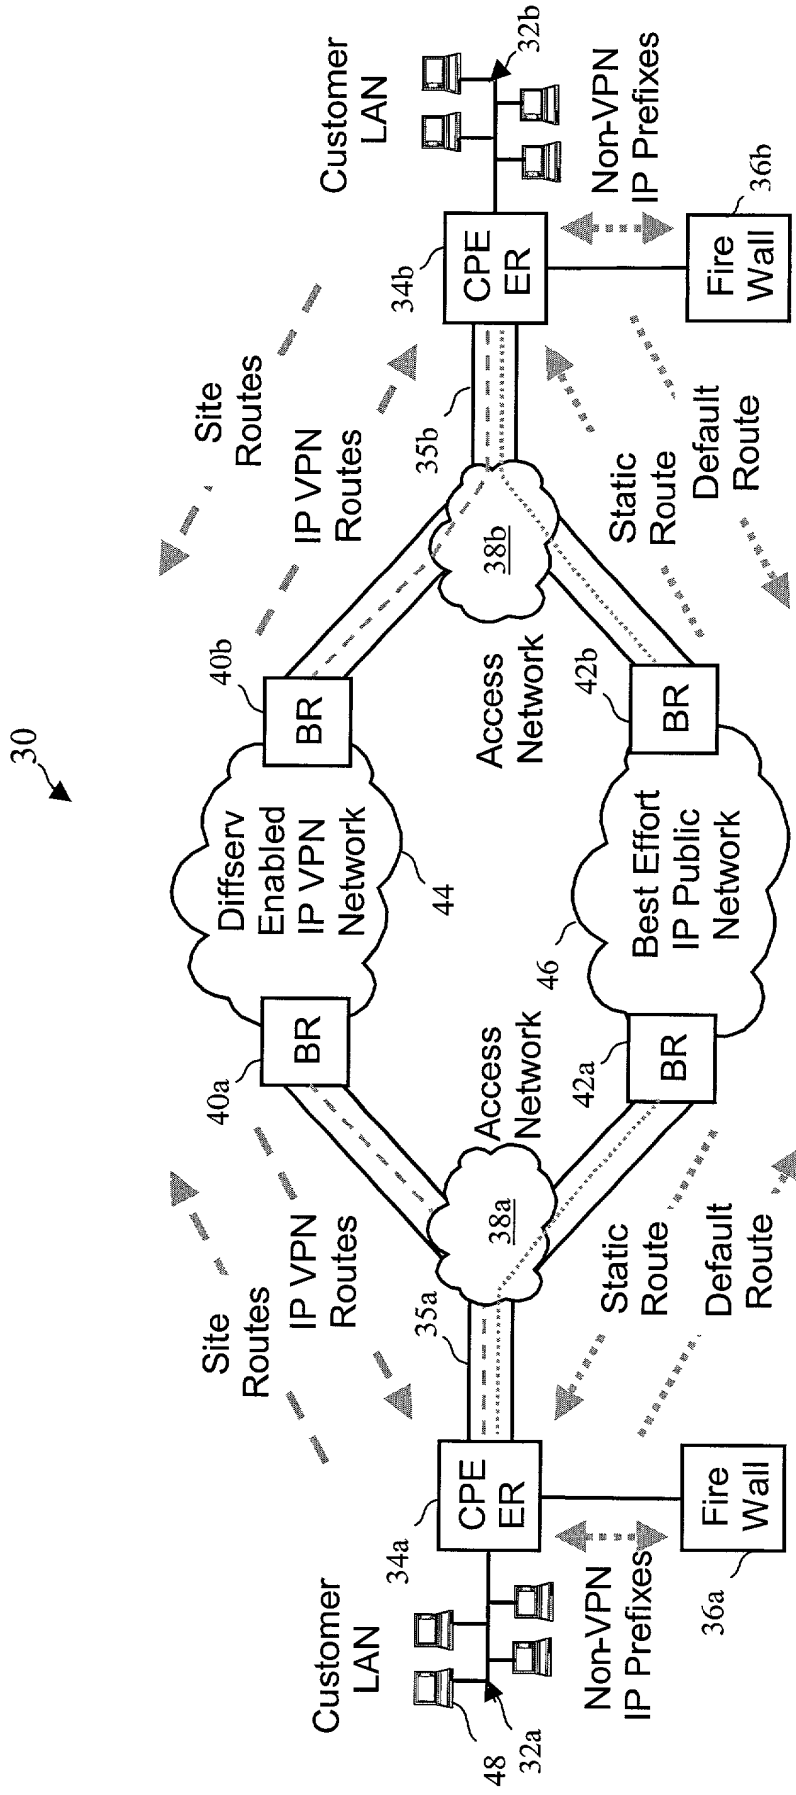 30
Site
Routes
IP VPN
Routes
40a
BR
Diffserv
Enabled
IP VPN
Network
44
BR
40b
Site
Routes
IP VPN
Routes
Customer
LAN
48
32a
34a
CPE
ER
35a
38a
Access
Network
Access
Network
38b
35b
34b
CPE
ER
Customer
LAN
32b
Non-VPN
IP Prefixes
36a
Fire
Wall
Static
Route
Default
Route
42a
BR
46
Best Effort
IP Public
Network
42b
BR
Static
Route
Default
Route
Non-VPN
IP Prefixes
36b
Fire
Wall